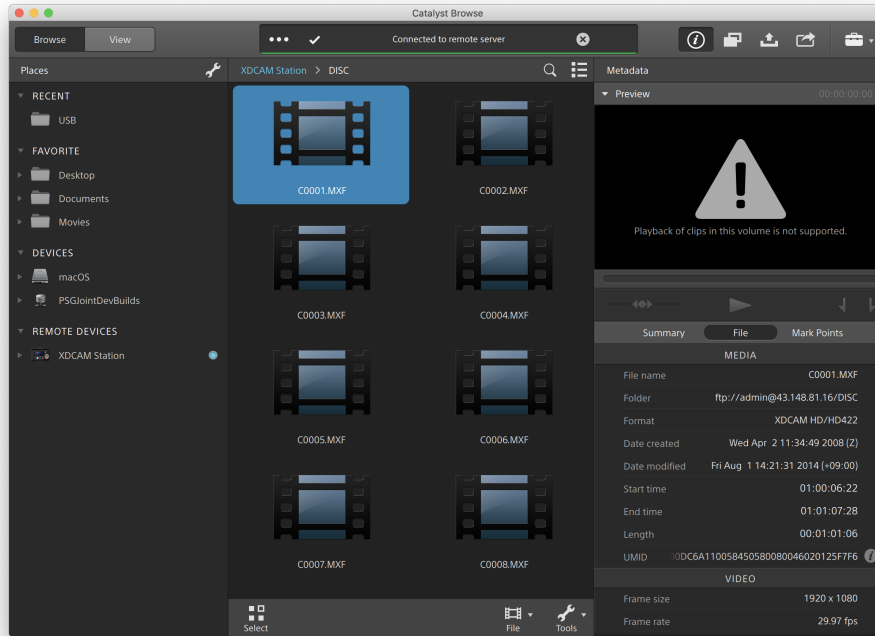 Catalyst Browse
Browse
View
Connected to remote server
Places
RECENT
USB
FAVORITE
Desktop
Documents
Movies
DEVICES
macOS
PSGJointDevBuilds
REMOTE DEVICES
XDCAM Station
XDCAM Station > DISC
C0001.MXF
C0002.MXF
C0003.MXF
C0004.MXF
C0005.MXF
C0006.MXF
C0007.MXF
C0008.MXF
Select
File
Tools
Metadata
Preview 00:00:00:00
Playback of clips in this volume is not supported.
Summary File Mark Points
MEDIA
File name C0001.MXF
Folder ftp://admin@43.148.81.16/DISC
Format XDCAM HD/HD422
Date created Wed Apr 2 11:34:49 2008 (Z)
Date modified Fri Aug 1 14:21:31 2014 (+09:00)
Start time 01:00:06:22
End time 01:01:07:28
Length 00:01:01:06
UMID
VIDEO
Frame size 1920 x 1080
Frame rate 29.97 fps